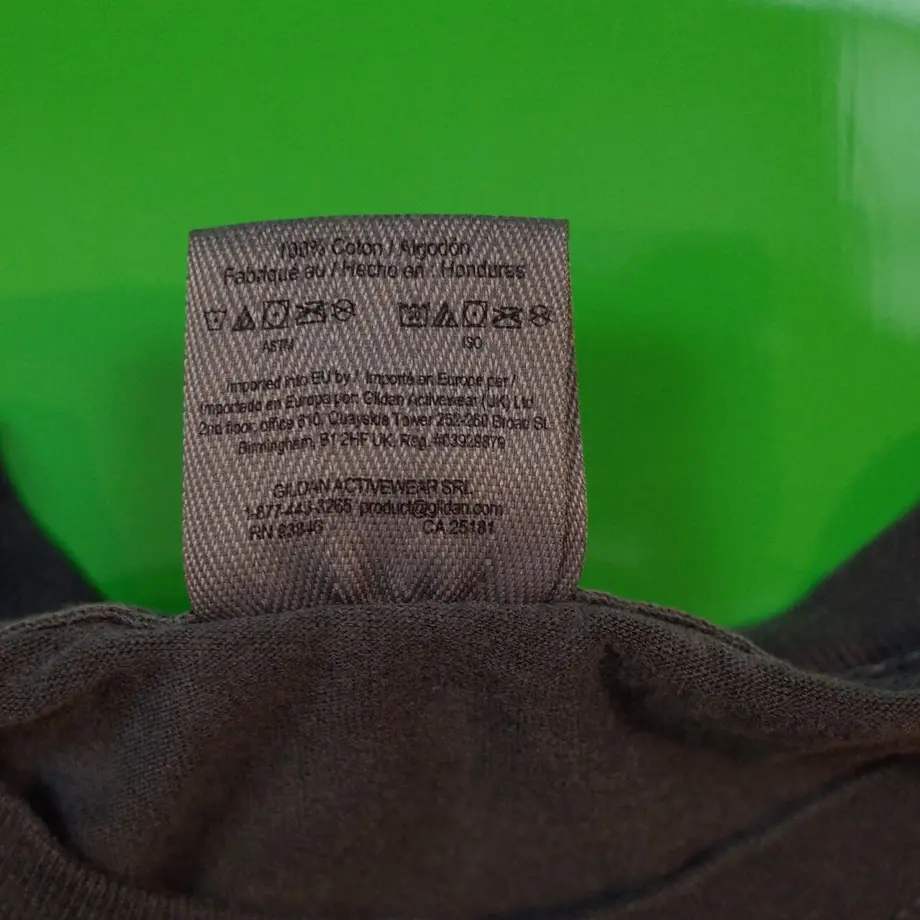 100% Coton / Algodón
Fabriqué au / Hecho en : Honduras
ASTM ISO
Imported into EU by / Importé en Europe par /
Importado en Europa por: Gildan Activewear (UK) Ltd
2nd floor, office 610, Quayside Tower 252-260 Broad St.
Birmingham, B1 2HF UK. Reg. #03929879
GILDAN ACTIVEWEAR SRL
1-877-445-3265 product@gildan.com
RN 93846 CA 25181